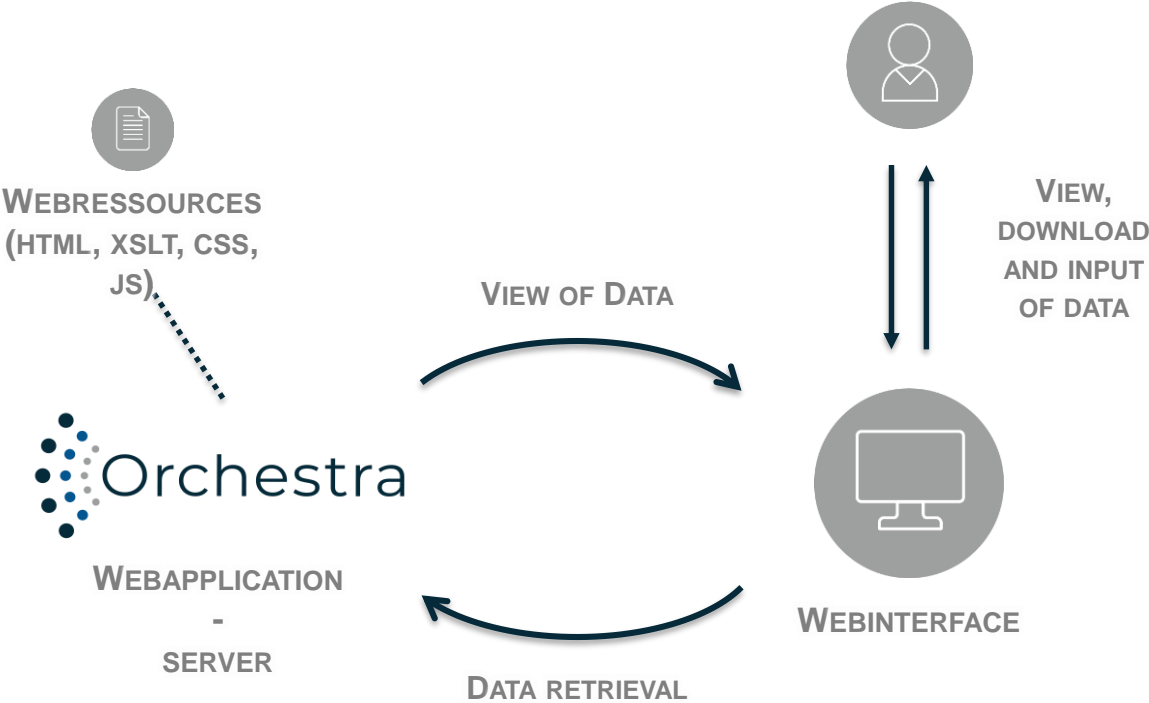 WEBRESSOURCES
(HTML, XSLT, CSS,
JS)
VIEW,
DOWNLOAD
AND INPUT
OF DATA
VIEW OF DATA
Orchestra
WEBAPPLICATION
-
SERVER
WEBINTERFACE
DATA RETRIEVAL